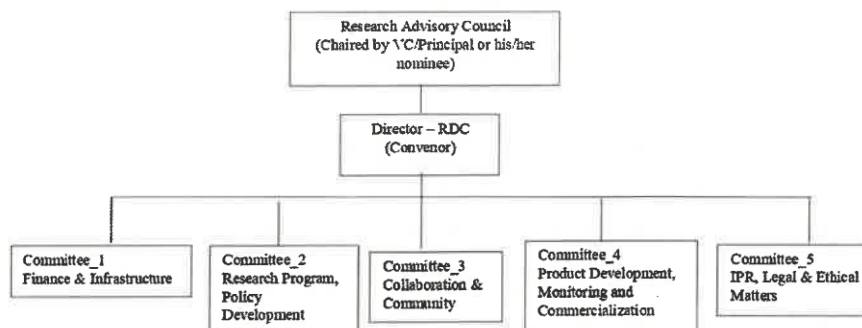 Research Advisory Council
(Chaired by VC/Principal or his/her
nominee)
Director – RDC
(Convenor)
Committee_1
Finance & Infrastructure
Committee_2
Research Program,
Policy
Development
Committee_3
Collaboration &
Community
Committee_4
Product Development,
Monitoring and
Commercialization
Committee_5
IPR, Legal & Ethical
Matters